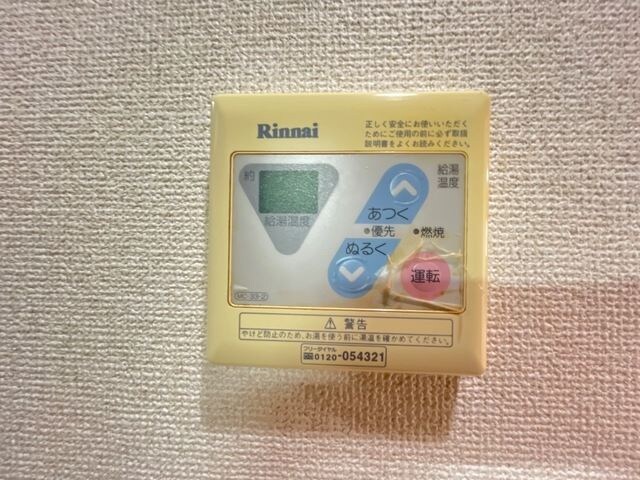 Rinnai
正しく安全にお使いいただく
ためにご使用の前に必ず取扱
説明書をよくお読みください。
約
給湯温度
給湯
温度
あつく
優先
燃焼
ぬるく
運転
MC-33-2
警告
やけど防止のため、お湯を使う前に湯温を確かめてください。
フリーダイヤル
0120-054321